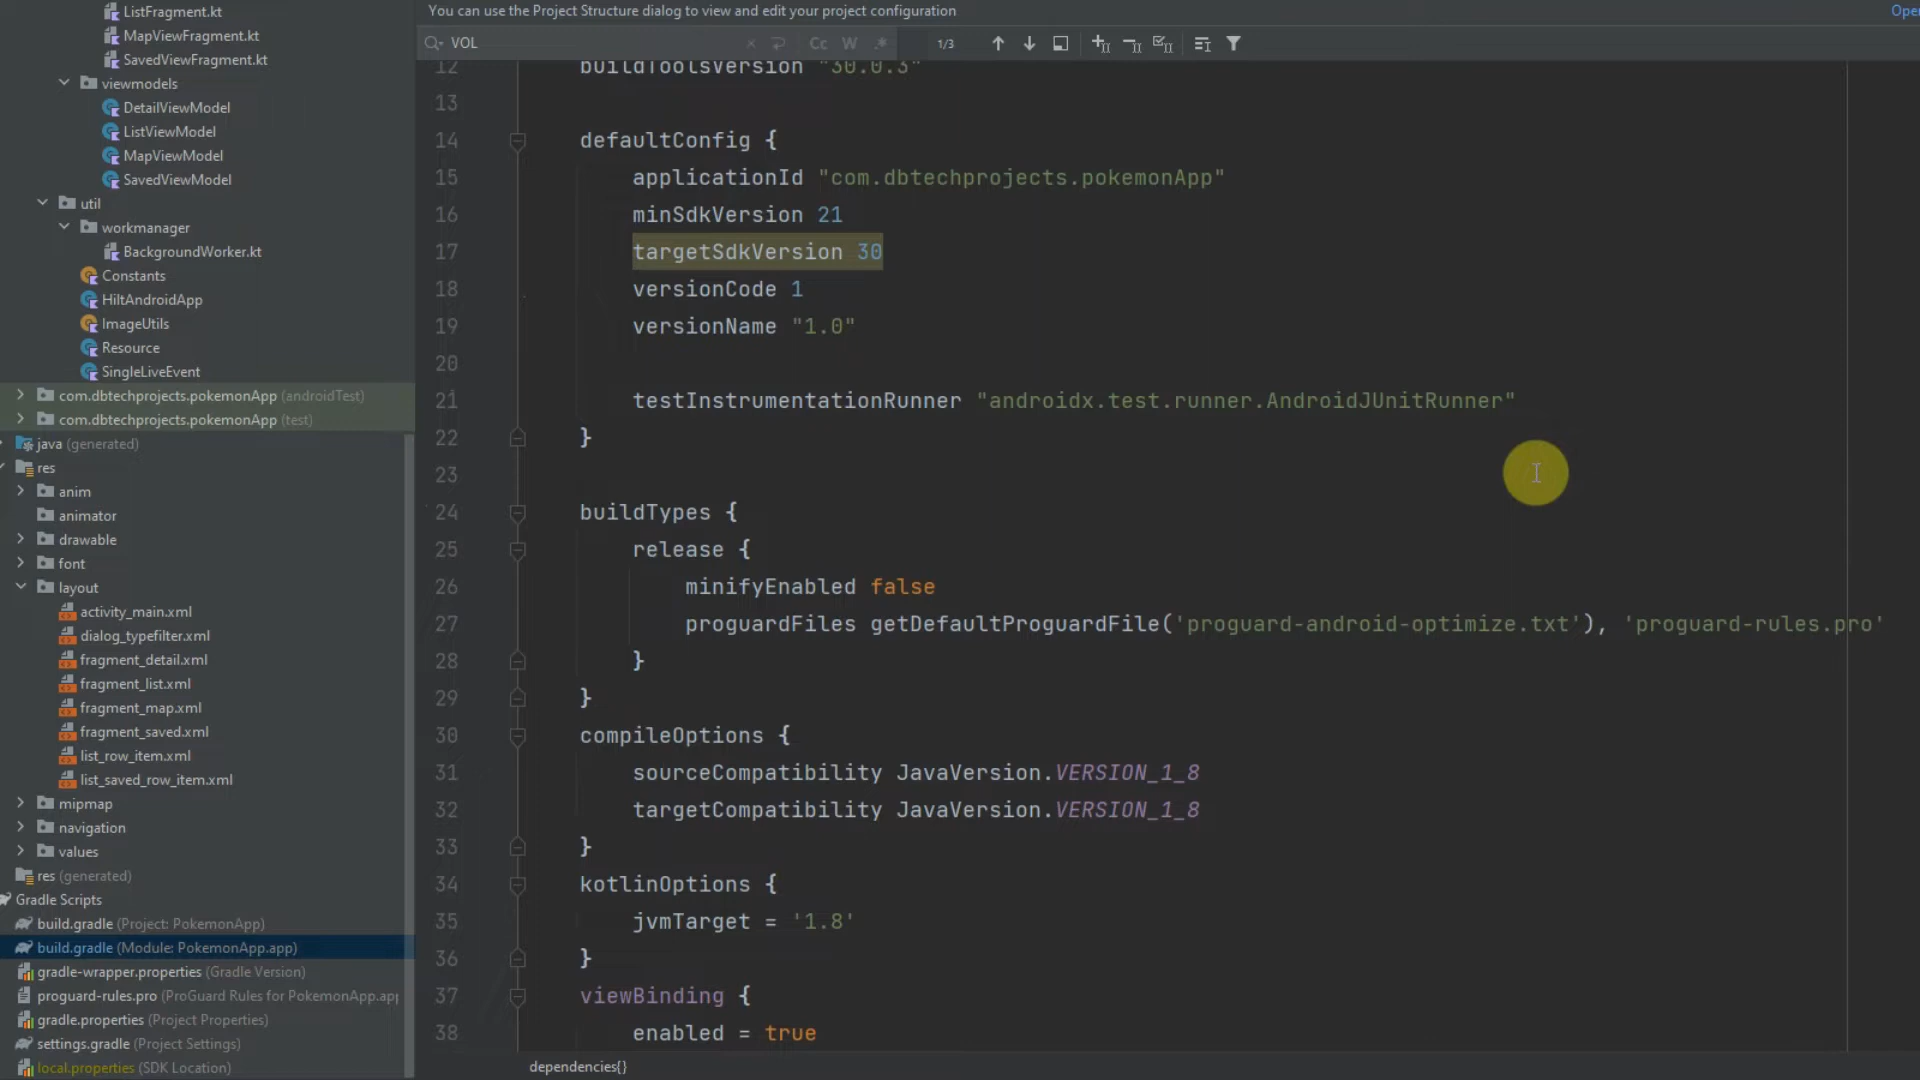 ListFragment.kt
MapViewFragment.kt
SavedViewFragment.kt
viewmodels
DetailViewModel
ListViewModel
MapViewModel
SavedViewModel
util
workmanager
BackgroundWorker.kt
Constants
HiltAndroidApp
ImageUtils
Resource
SingleLiveEvent
com.dbtechprojects.pokemonApp (androidTest)
com.dbtechprojects.pokemonApp (test)
java (generated)
res
anim
animator
drawable
font
layout
activity_main.xml
dialog_typefilter.xml
fragment_detail.xml
fragment_list.xml
fragment_map.xml
fragment_saved.xml
list_row_item.xml
list_saved_row_item.xml
mipmap
navigation
values
res (generated)
Gradle Scripts
build.gradle (Project: PokemonApp)
build.gradle (Module: PokemonApp.app)
gradle-wrapper.properties (Gradle Version)
proguard-rules.pro (ProGuard Rules for PokemonApp.app
gradle.properties (Project Properties)
settings.gradle (Project Settings)
local.properties (SDK Location)
You can use the Project Structure dialog to view and edit your project configuration Open
VOL Cc W .* 1/3
12 buildToolsVersion "30.0.3"
13
14 defaultConfig {
15 applicationId "com.dbtechprojects.pokemonApp"
16 minSdkVersion 21
17 targetSdkVersion 30
18 versionCode 1
19 versionName "1.0"
20
21 testInstrumentationRunner "androidx.test.runner.AndroidJUnitRunner"
22 }
23
24 buildTypes {
25 release {
26 minifyEnabled false
27 proguardFiles getDefaultProguardFile('proguard-android-optimize.txt'), 'proguard-rules.pro'
28 }
29 }
30 compileOptions {
31 sourceCompatibility JavaVersion.VERSION_1_8
32 targetCompatibility JavaVersion.VERSION_1_8
33 }
34 kotlinOptions {
35 jvmTarget = '1.8'
36 }
37 viewBinding {
38 enabled = true
dependencies{}